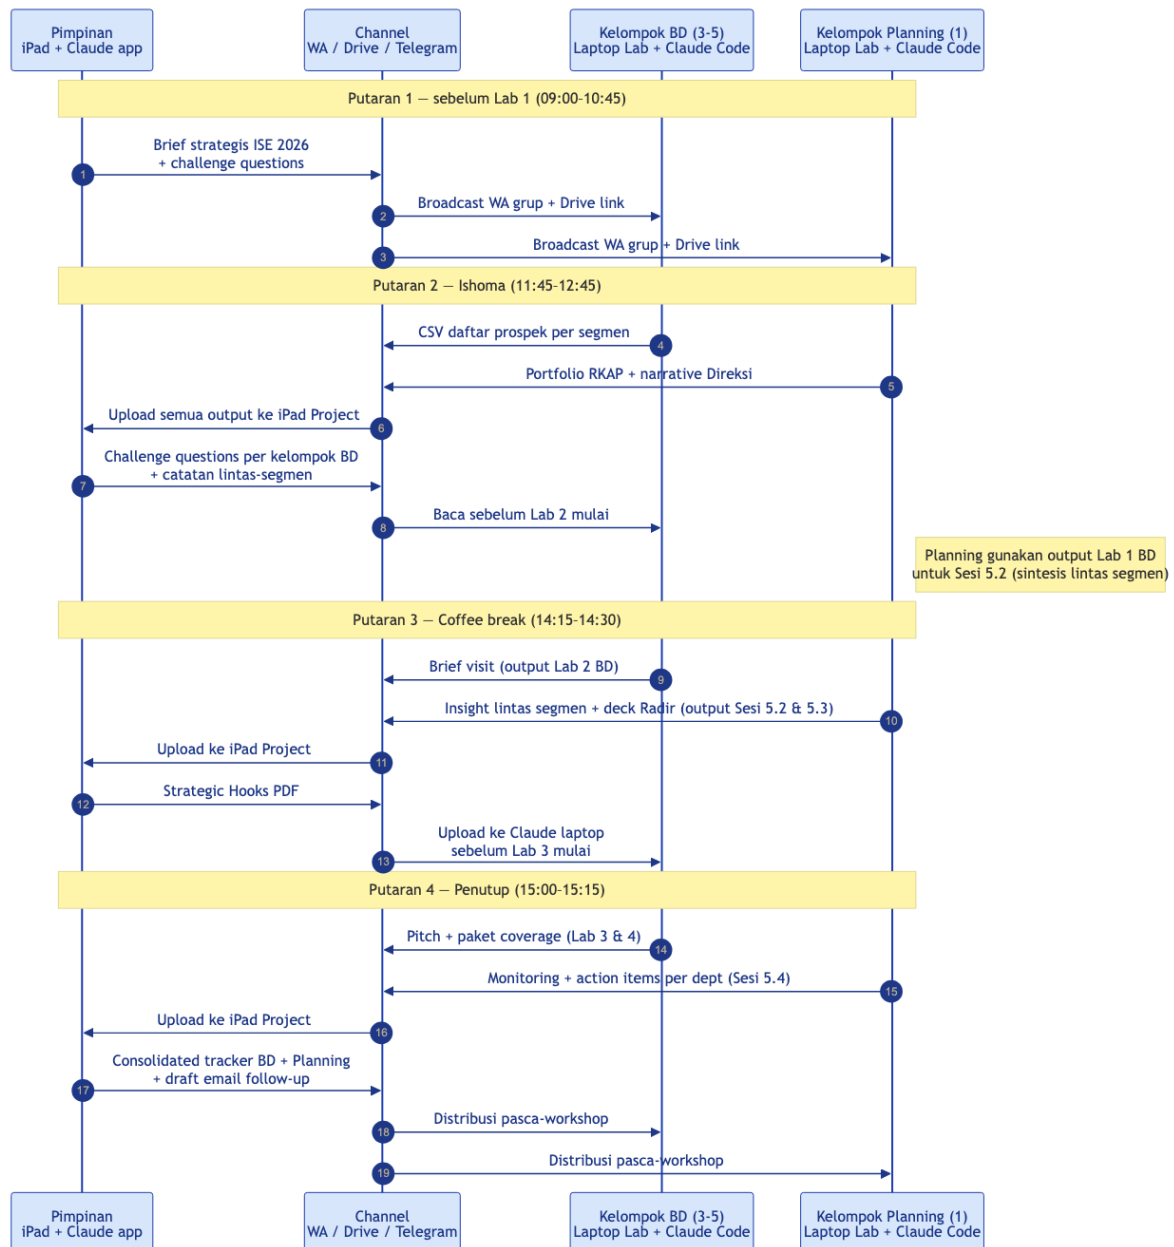 Pimpinan
iPad + Claude app
Channel
WA / Drive / Telegram
Kelompok BD (3-5)
Laptop Lab + Claude Code
Kelompok Planning (1)
Laptop Lab + Claude Code
Putaran 1 — sebelum Lab 1 (09:00-10:45)
Brief strategis ISE 2026
+ challenge questions
1
Broadcast WA grup + Drive link
2
Broadcast WA grup + Drive link
3
Putaran 2 — Ishoma (11:45-12:45)
CSV daftar prospek per segmen
4
Portfolio RKAP + narrative Direksi
5
Upload semua output ke iPad Project
6
Challenge questions per kelompok BD
+ catatan lintas-segmen
7
Baca sebelum Lab 2 mulai
8
Planning gunakan output Lab 1 BD
untuk Sesi 5.2 (sintesis lintas segmen)
Putaran 3 — Coffee break (14:15-14:30)
Brief visit (output Lab 2 BD)
9
Insight lintas segmen + deck Radir (output Sesi 5.2 & 5.3)
10
Upload ke iPad Project
11
Strategic Hooks PDF
12
Upload ke Claude laptop
sebelum Lab 3 mulai
13
Putaran 4 — Penutup (15:00-15:15)
Pitch + paket coverage (Lab 3 & 4)
14
Monitoring + action items per dept (Sesi 5.4)
15
Upload ke iPad Project
16
Consolidated tracker BD + Planning
+ draft email follow-up
17
Distribusi pasca-workshop
18
Distribusi pasca-workshop
19
Pimpinan
iPad + Claude app
Channel
WA / Drive / Telegram
Kelompok BD (3-5)
Laptop Lab + Claude Code
Kelompok Planning (1)
Laptop Lab + Claude Code